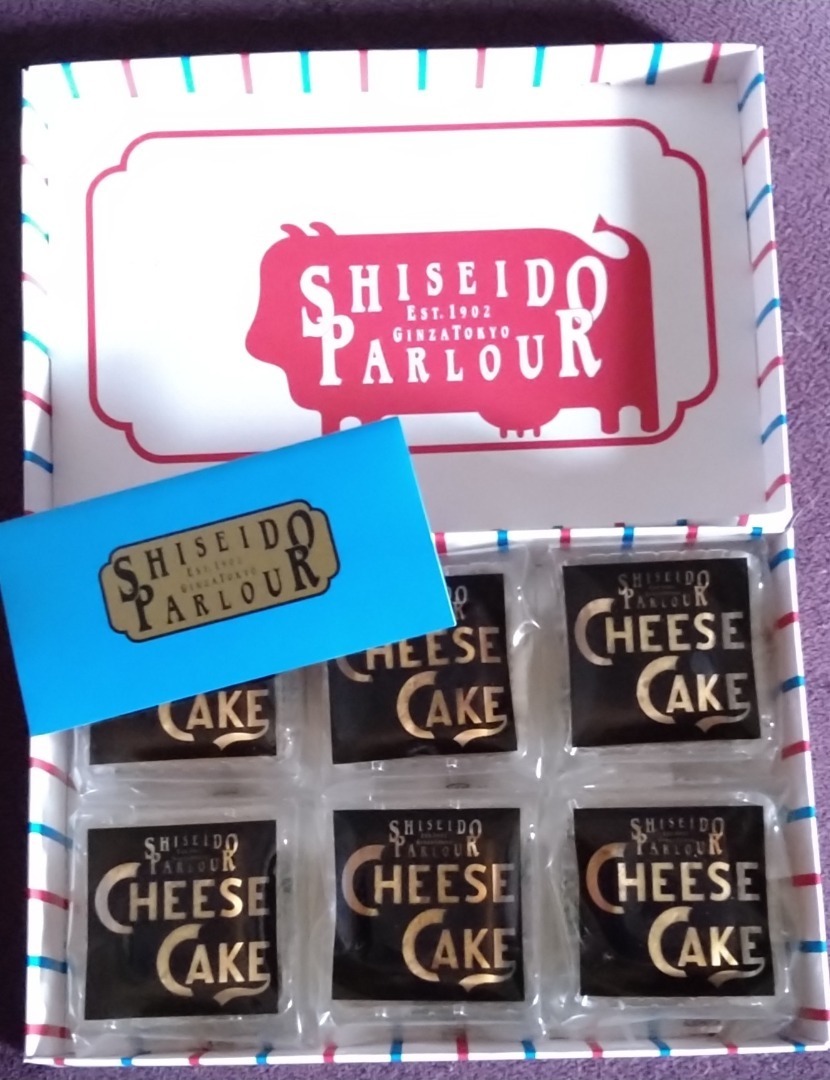 SHISEIDO
EST. 1902
GINZA TOKYO
PARLOUR
SHISEIDO
EST. 1902
GINZA TOKYO
PARLOUR
CAKE
HEESE
CAKE
SHISEIDO
PARLOUR
CHEESE
CAKE
SHISEIDO
PARLOUR
CHEESE
CAKE
SHISEIDO
PARLOUR
CHEESE
CAKE
SHISEIDO
PARLOUR
CHEESE
CAKE